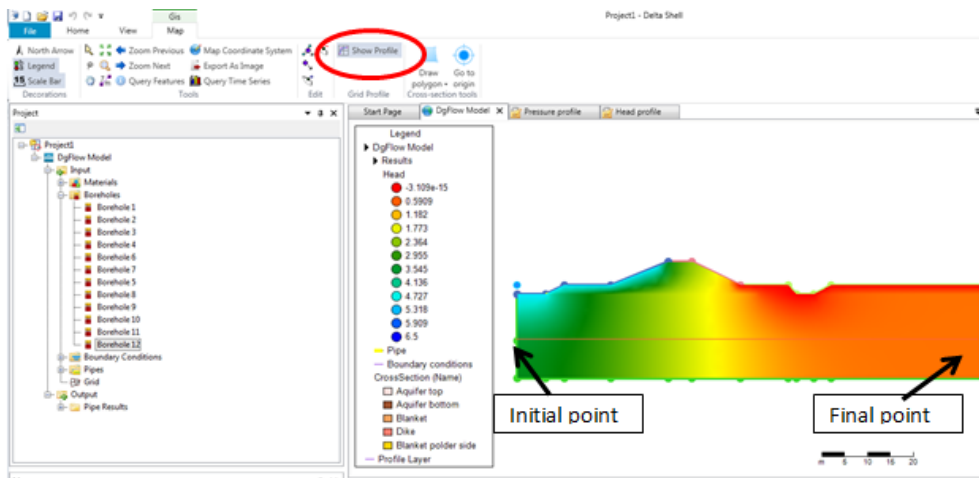 Gis
Project1 - Delta Shell
File Home View Map
North Arrow Zoom Previous Map Coordinate System Show Profile
Legend Zoom Next Export As Image Draw Go to
Scale Bar Query Features Query Time Series polygon origin
Decorations Tools Edit Grid Profile Cross-section tools
Project
Start Page DgFlow Model Pressure profile Head profile
Project1
DgFlow Model
Input
Materials
Boreholes
Borehole 1
Borehole 2
Borehole 3
Borehole 4
Borehole 6
Borehole 7
Borehole 5
Borehole 8
Borehole 9
Borehole 10
Borehole 11
Borehole 12
Boundary Conditions
Pipes
Grid
Output
Pipe Results
Legend
DgFlow Model
Results
Head
-3.109e-15
0.5909
1.182
1.773
2.364
2.955
3.545
4.136
4.727
5.318
5.909
6.5
Pipe
Boundary conditions
CrossSection (Name)
Aquifer top
Aquifer bottom
Blanket
Dike
Blanket polder side
Profile Layer
Initial point
Final point
m 5 10 15 20